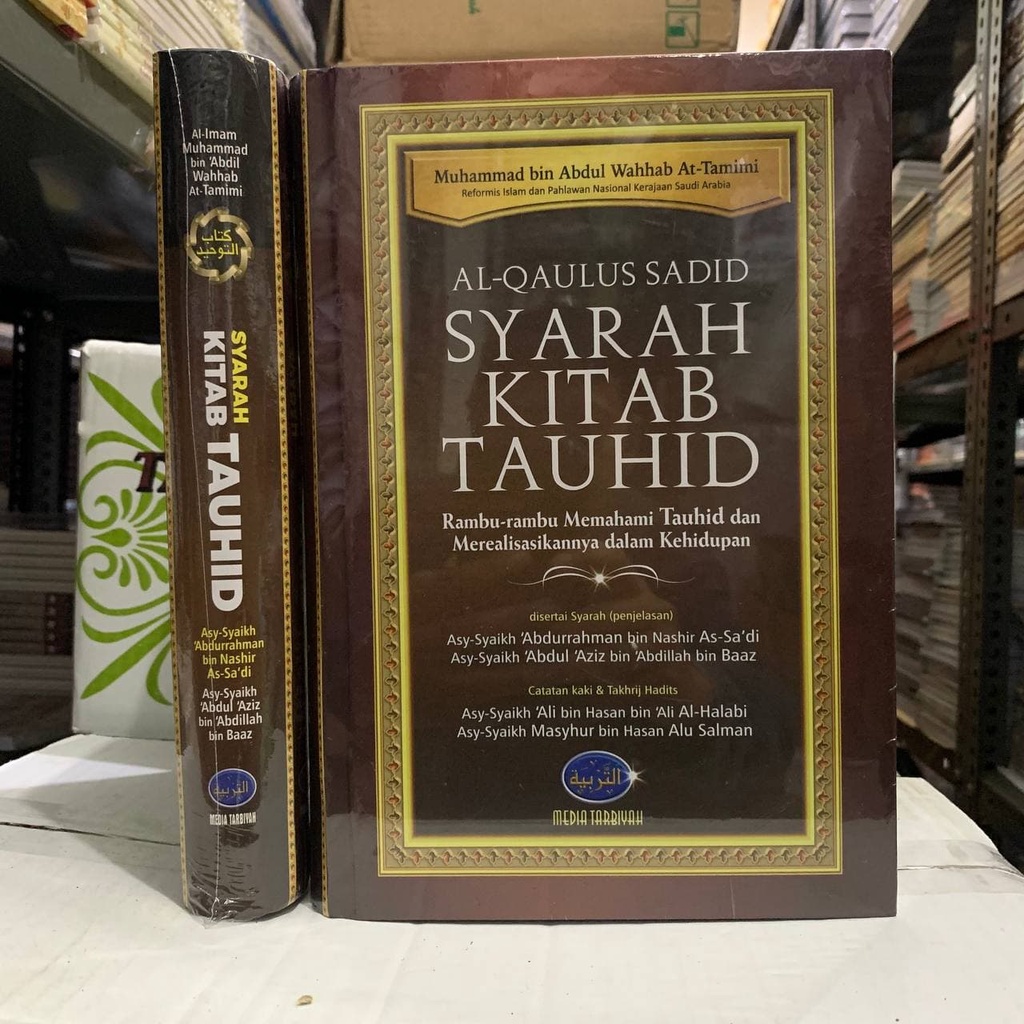 Al-Imam
Muhammad
bin 'Abdil
Wahhab
At-Tamimi
كتاب
التوحيد
SYARAH
KITAB TAUHID
Asy-Syaikh
'Abdurrahman
bin Nashir
As-Sa'di
Asy-Syaikh
'Abdul 'Aziz
bin 'Abdillah
bin Baaz
التربية
MEDIA TARBIYAH
Muhammad bin Abdul Wahhab At-Tamimi
Reformis Islam dan Pahlawan Nasional Kerajaan Saudi Arabia
AL-QAULUS SADID
SYARAH
KITAB
TAUHID
Rambu-rambu Memahami Tauhid dan
Merealisasikannya dalam Kehidupan
disertai Syarah (penjelasan)
Asy-Syaikh 'Abdurrahman bin Nashir As-Sa'di
Asy-Syaikh 'Abdul 'Aziz bin 'Abdillah bin Baaz
Catatan kaki & Takhrij Hadits
Asy-Syaikh 'Ali bin Hasan bin 'Ali Al-Halabi
Asy-Syaikh Masyhur bin Hasan Alu Salman
التَّربِيَة
MEDIA TARBIYAH